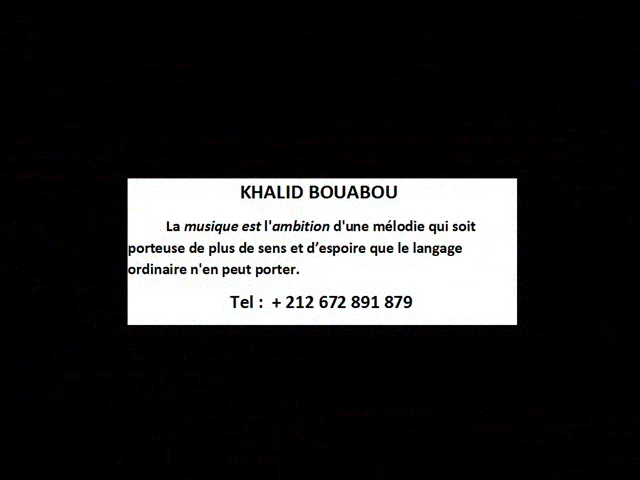 KHALID BOUABOU
La musique est l'ambition d'une mélodie qui soit
porteuse de plus de sens et d’espoire que le langage
ordinaire n'en peut porter.
Tel :  + 212 672 891 879